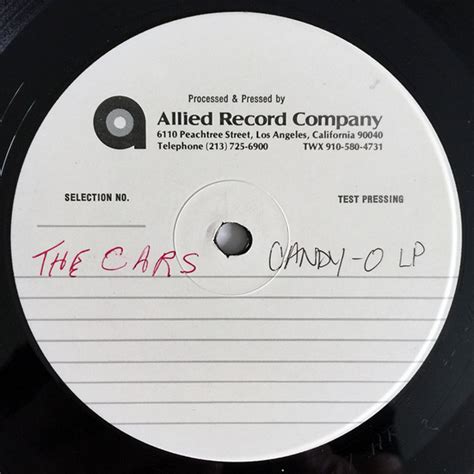 Processed & Pressed by
a Allied Record Company
6110 Peachtree Street, Los Angeles, California 90040
Telephone (213) 725-6900 TWX 910-580-4731
SELECTION NO. TEST PRESSING
THE CARS CANDY-O LP